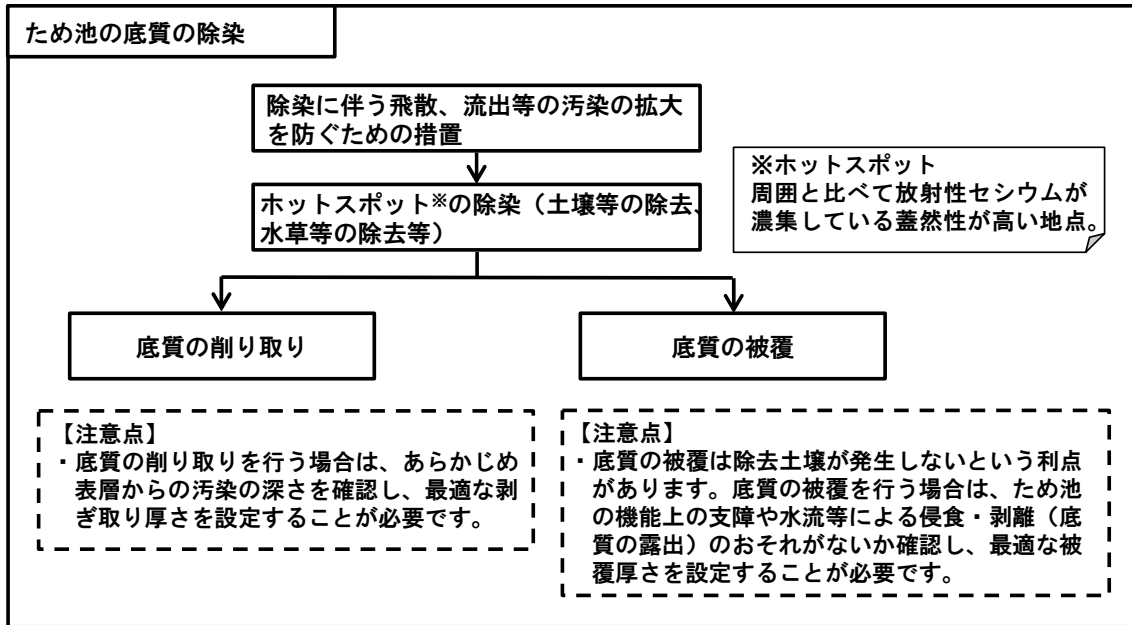 ため池の底質の除染
除染に伴う飛散、流出等の汚染の拡大
を防ぐための措置
ホットスポット※の除染（土壌等の除去、
水草等の除去等）
※ホットスポット
周囲と比べて放射性セシウムが
濃集している蓋然性が高い地点。
底質の削り取り
底質の被覆
【注意点】
・底質の削り取りを行う場合は、あらかじめ
表層からの汚染の深さを確認し、最適な剥
ぎ取り厚さを設定することが必要です。
【注意点】
・底質の被覆は除去土壌が発生しないという利点
があります。底質の被覆を行う場合は、ため池
の機能上の支障や水流等による侵食・剥離（底
質の露出）のおそれがないか確認し、最適な被
覆厚さを設定することが必要です。